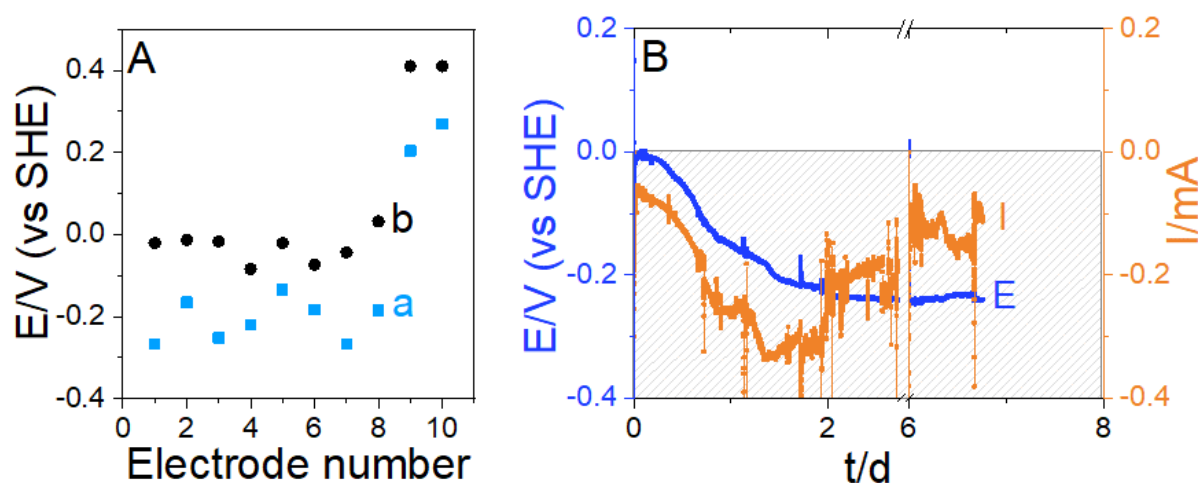 A
E/V (vs SHE)
0.4
0.2
0.0
-0.2
-0.4
b
a
0 2 4 6 8 10
Electrode number
B
E/V (vs SHE)
0.2
0.0
-0.2
-0.4
I
E
0.2
0.0
-0.2
-0.4
I/mA
0 2 6 8
t/d